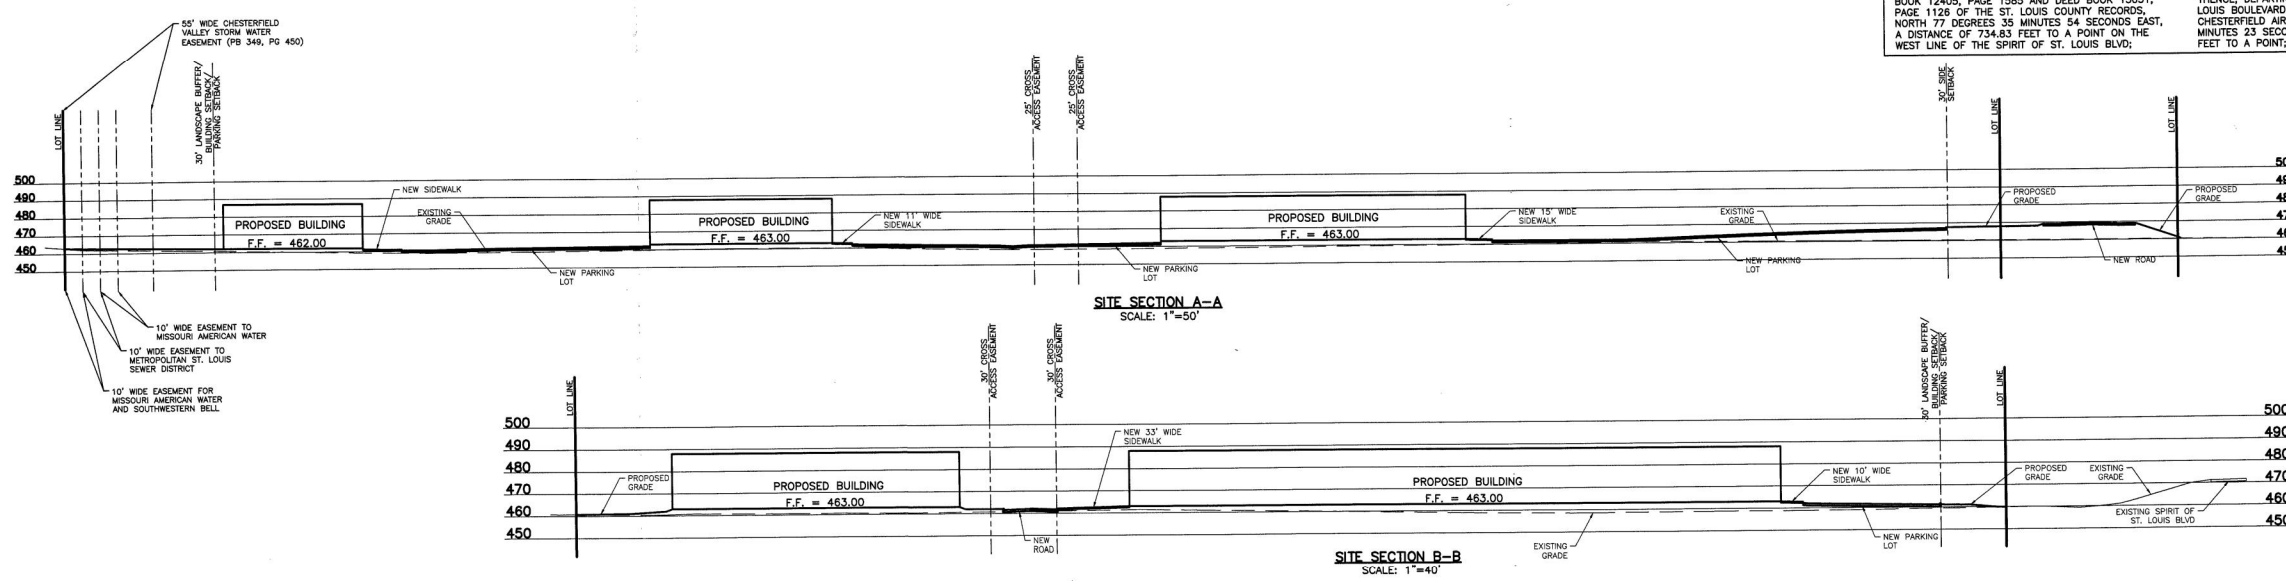 BOOK 12405, PAGE 1585 AND DEED BOOK
PAGE 1126 OF THE ST. LOUIS COUNTY RECORDS,
NORTH 77 DEGREES 35 MINUTES 54 SECONDS EAST,
A DISTANCE OF 734.83 FEET TO A POINT ON THE
WEST LINE OF THE SPIRIT OF ST. LOUIS BLVD;
THENCE,
LOUIS BOULEVARD
CHESTERFIELD AIR
MINUTES 23 SECO
FEET TO A POINT;
55' WIDE CHESTERFIELD
VALLEY STORM WATER
EASEMENT (PB 349, PG 450)
LOT LINE
30' LANDSCAPE BUFFER/
BUILDING SETBACK/
PARKING SETBACK
25' CROSS
ACCESS EASEMENT
25' CROSS
ACCESS EASEMENT
30' SIDE
SETBACK
LOT LINE
LOT LINE
500
490
480
470
460
450
PROPOSED BUILDING
F.F. = 462.00
NEW SIDEWALK
EXISTING
GRADE
NEW PARKING
LOT
PROPOSED BUILDING
F.F. = 463.00
NEW 11' WIDE
SIDEWALK
NEW PARKING
LOT
PROPOSED BUILDING
F.F. = 463.00
NEW 15' WIDE
SIDEWALK
EXISTING
GRADE
NEW PARKING
LOT
PROPOSED
GRADE
NEW ROAD
PROPOSED
GRADE
10' WIDE EASEMENT TO
MISSOURI AMERICAN WATER
10' WIDE EASEMENT TO
METROPOLITAN ST. LOUIS
SEWER DISTRICT
10' WIDE EASEMENT FOR
MISSOURI AMERICAN WATER
AND SOUTHWESTERN BELL
SITE SECTION A-A
SCALE: 1"=50'
LOT LINE
30' CROSS
ACCESS EASEMENT
30' CROSS
ACCESS EASEMENT
30' LANDSCAPE BUFFER/
BUILDING SETBACK/
PARKING SETBACK
LOT LINE
500
490
480
470
460
450
PROPOSED
GRADE
PROPOSED BUILDING
F.F. = 463.00
NEW
ROAD
NEW 33' WIDE
SIDEWALK
PROPOSED BUILDING
F.F. = 463.00
EXISTING
GRADE
NEW 10' WIDE
SIDEWALK
NEW PARKING
LOT
PROPOSED
GRADE
EXISTING
GRADE
EXISTING SPIRIT OF
ST. LOUIS BLVD
500
490
480
470
460
450
SITE SECTION B-B
SCALE: 1"=40'